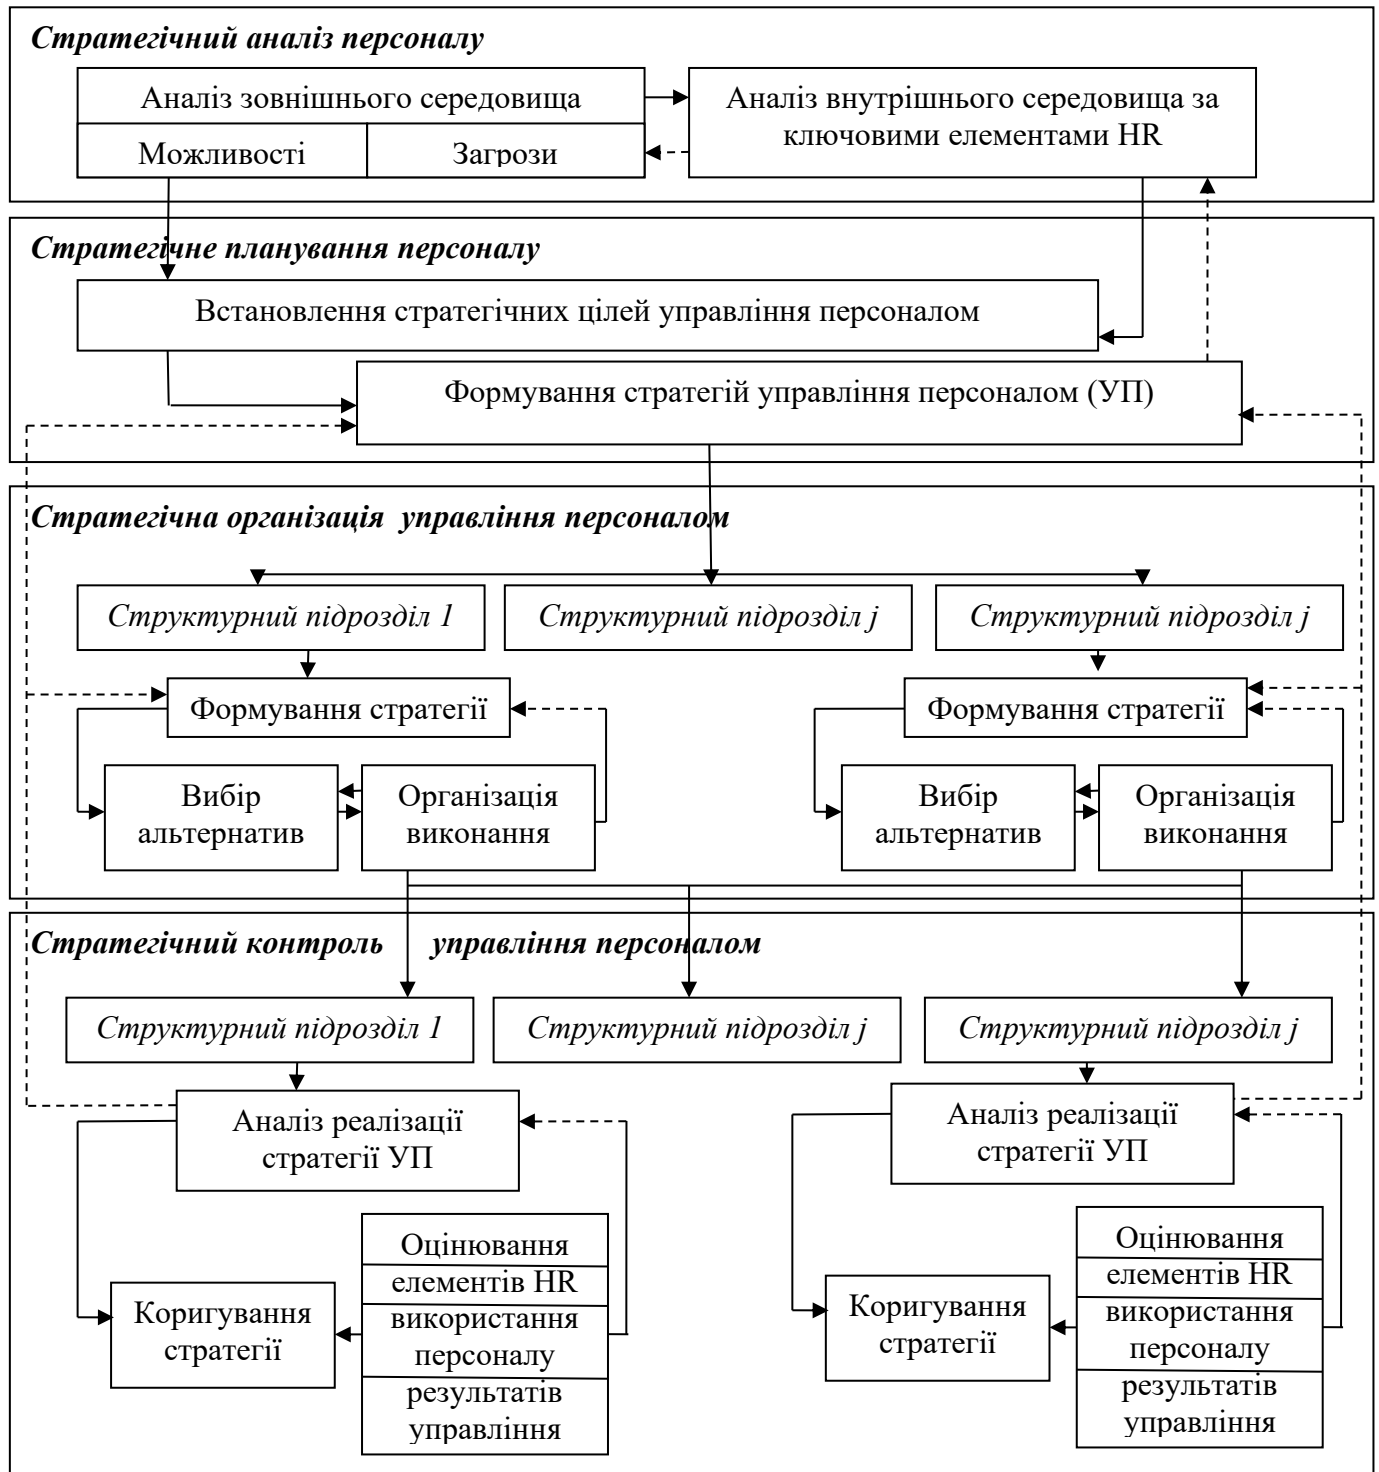 Стратегічний аналіз персоналу
Аналіз зовнішнього середовища
Можливості
Загрози
Аналіз внутрішнього середовища за
ключовими елементами HR
Стратегічне планування персоналу
Встановлення стратегічних цілей управління персоналом
Формування стратегій управління персоналом (УП)
Стратегічна організація управління персоналом
Структурний підрозділ 1
Структурний підрозділ j
Структурний підрозділ j
Формування стратегії
Формування стратегії
Вибір
альтернатив
Організація
виконання
Вибір
альтернатив
Організація
виконання
Стратегічний контроль управління персоналом
Структурний підрозділ 1
Структурний підрозділ j
Структурний підрозділ j
Аналіз реалізації
стратегії УП
Аналіз реалізації
стратегії УП
Коригування
стратегії
Оцінювання
елементів HR
використання
персоналу
результатів
управління
Коригування
стратегії
Оцінювання
елементів HR
використання
персоналу
результатів
управління